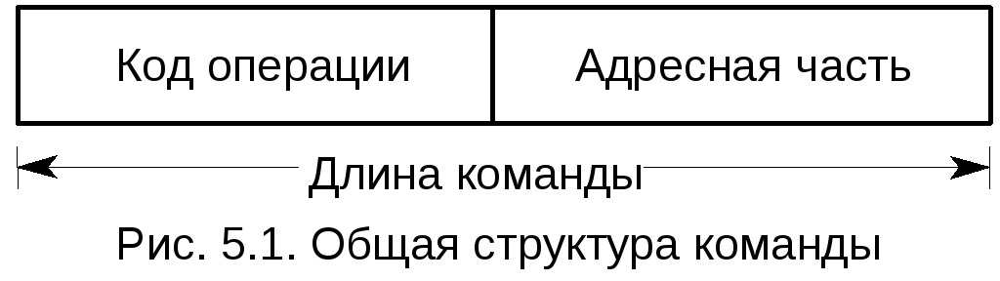 Код операции Адресная часть
Длина команды
Рис. 5.1. Общая структура команды